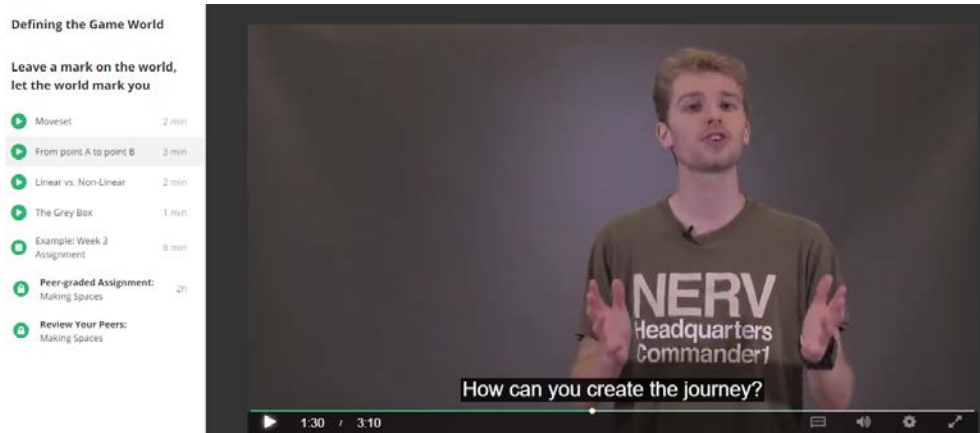 Defining the Game World
Leave a mark on the world,
let the world mark you
Moveset 2 min
From point A to point B 3 min
Linear vs. Non-Linear 2 min
The Grey Box 1 min
Example: Week 3
Assignment 8 min
Peer-graded Assignment: 2h
Making Spaces
Review Your Peers:
Making Spaces
NERV
Headquarters
Commander1
How can you create the journey?
1:30 / 3:10